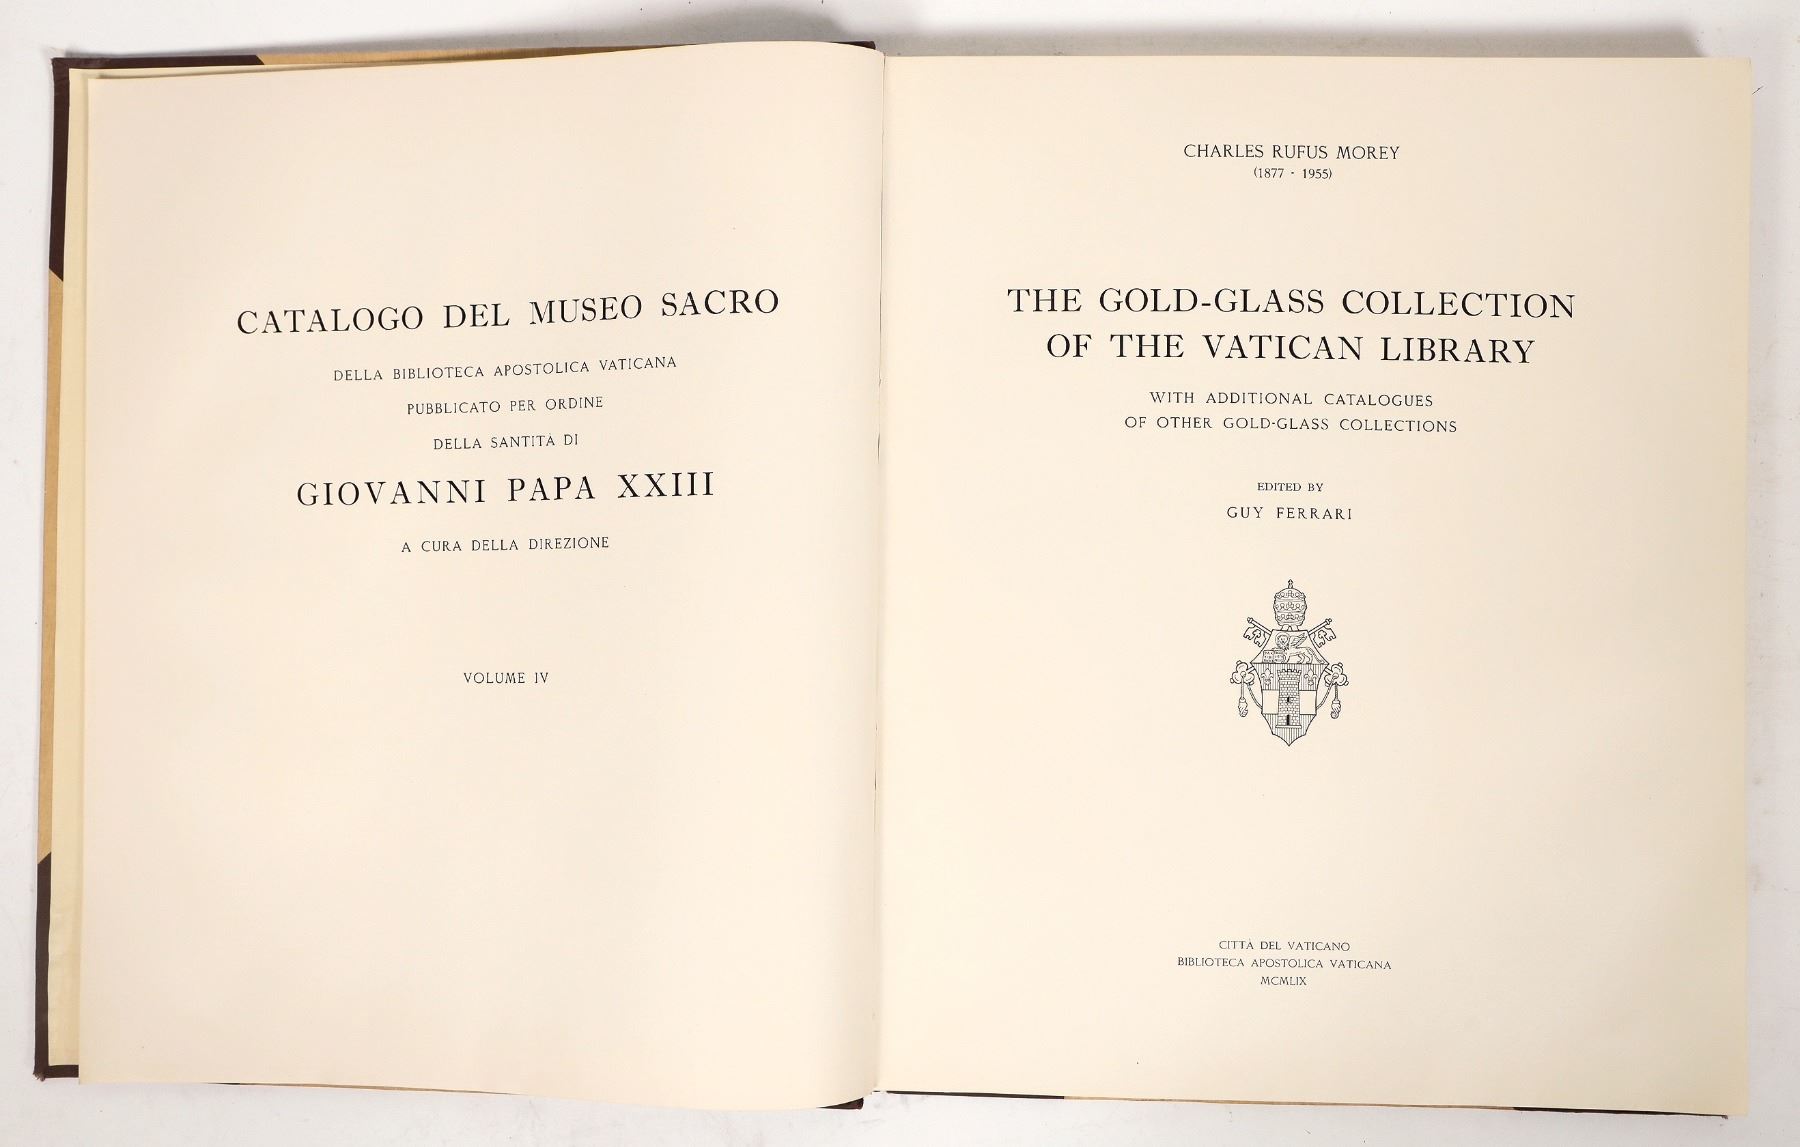 CATALOGO DEL MUSEO SACRO
DELLA BIBLIOTECA APOSTOLICA VATICANA
PUBBLICATO PER ORDINE
DELLA SANTITÀ DI
GIOVANNI PAPA XXIII
A CURA DELLA DIREZIONE
VOLUME IV
CHARLES RUFUS MOREY
(1877 - 1955)
THE GOLD-GLASS COLLECTION
OF THE VATICAN LIBRARY
WITH ADDITIONAL CATALOGUES
OF OTHER GOLD-GLASS COLLECTIONS
EDITED BY
GUY FERRARI
CITTÀ DEL VATICANO
BIBLIOTECA APOSTOLICA VATICANA
MCMLIX